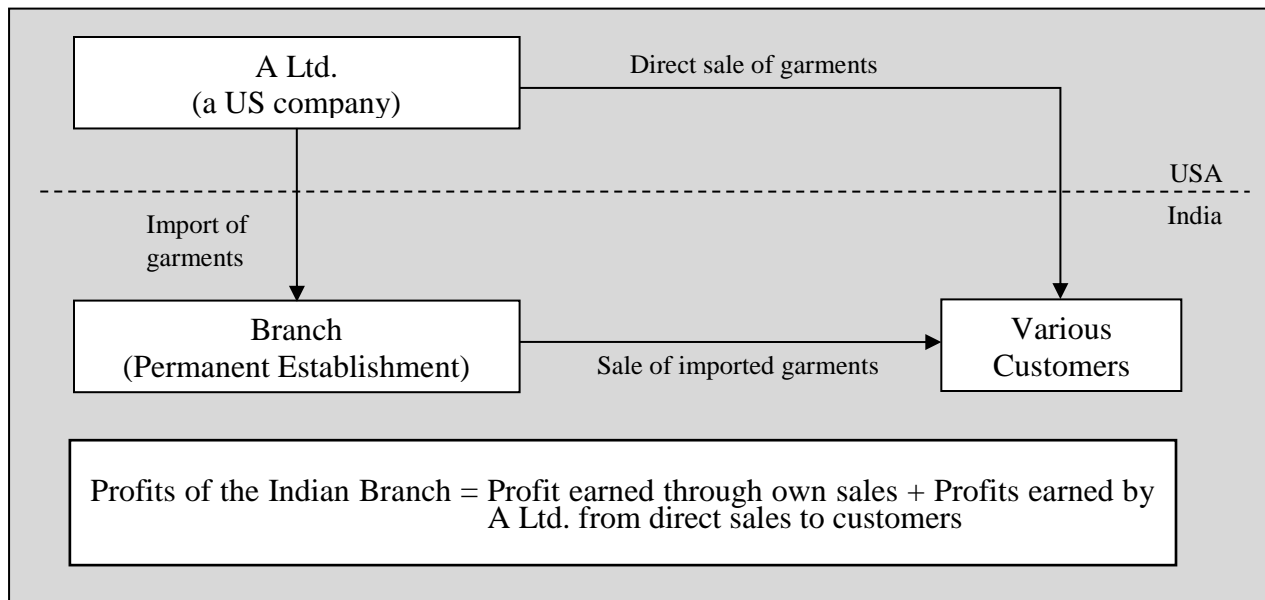 A Ltd.
(a US company)
Direct sale of garments
USA
India
Import of
garments
Branch
(Permanent Establishment)
Sale of imported garments
Various
Customers
Profits of the Indian Branch = Profit earned through own sales + Profits earned by
A Ltd. from direct sales to customers